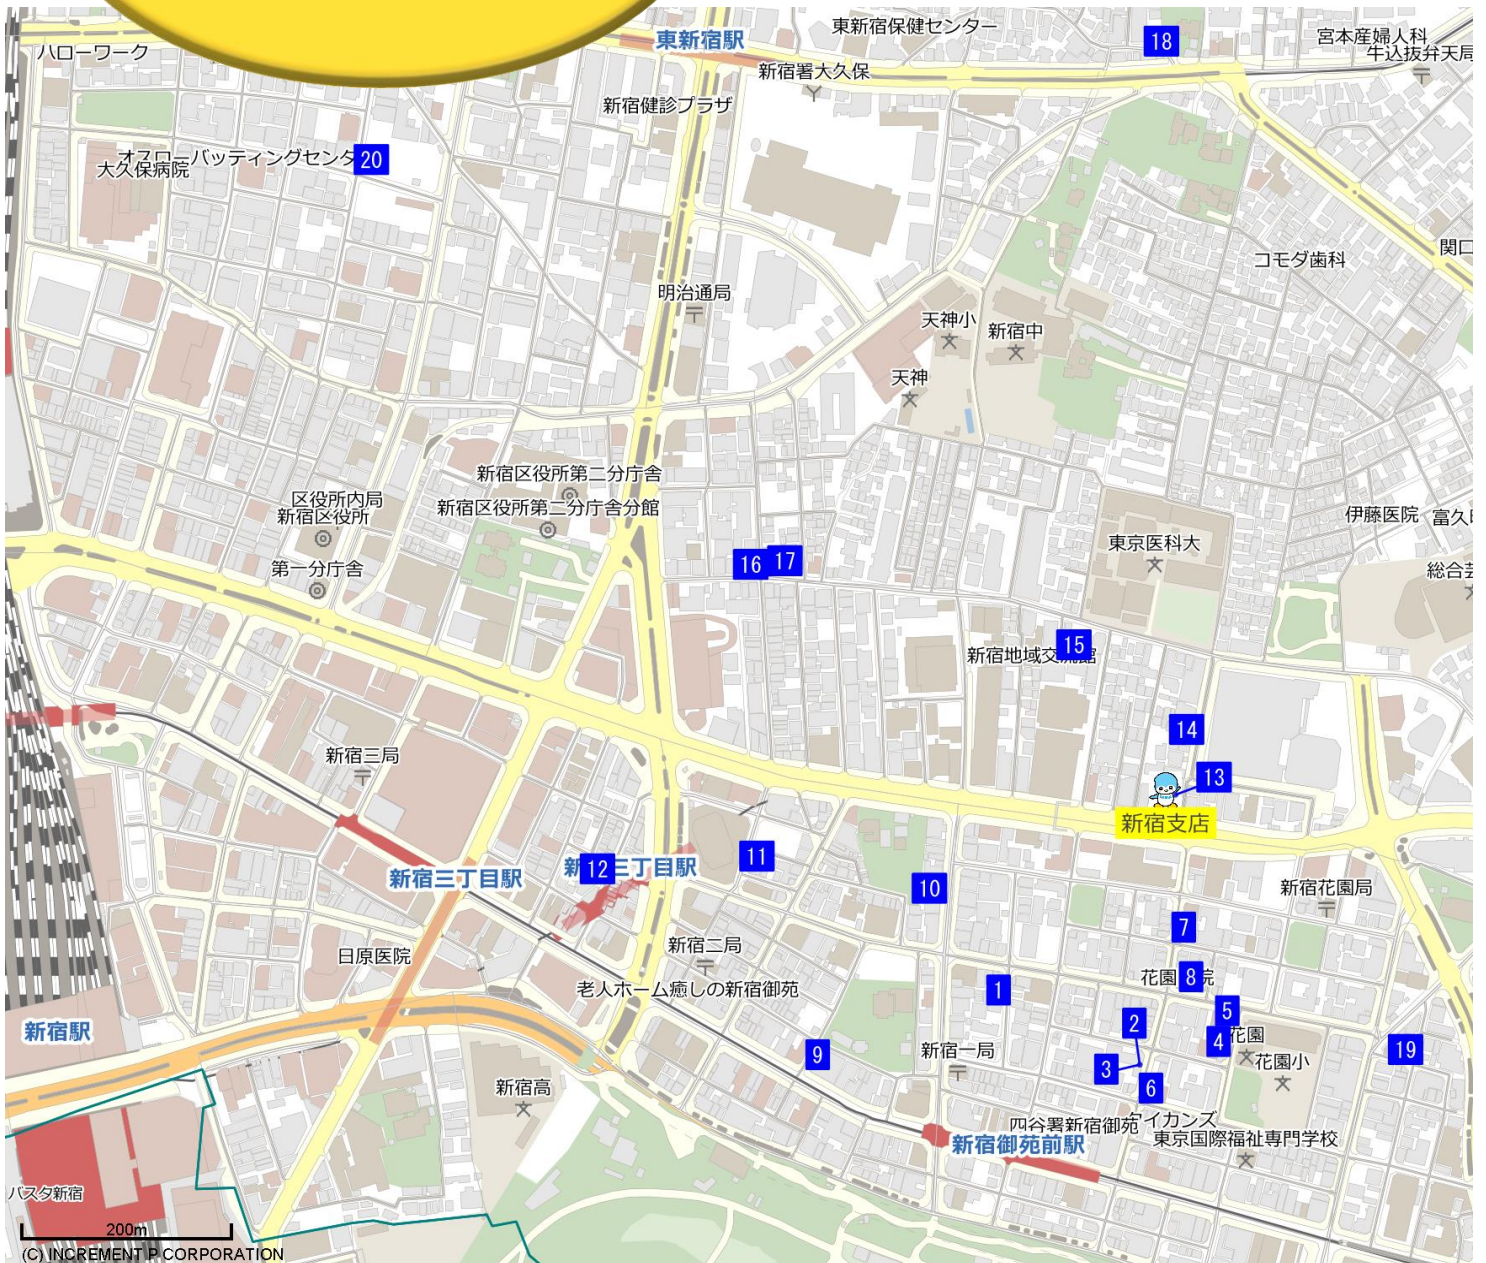 東新宿駅
東新宿保健センター
18
宮本産婦人科
牛込抜弁天局
ハローワーク
新宿署大久保
新宿健診プラザ
オスローバッティングセンタ
20
大久保病院
関口
コモダ歯科
明治通局
天神小
新宿中
天神
新宿区役所第二分庁舎
区役所内局
新宿区役所第二分庁舎分館
新宿区役所
伊藤医院
東京医科大
第一分庁舎
16
17
総合芸
15
14
新宿三局
13
新宿支店
11
12
三丁目駅
新宿三丁目駅
10
新宿花園局
7
新宿二局
日原医院
8
老人ホーム癒しの新宿御苑
1
5
2
新宿駅
4
花園
19
新宿一局
9
花園小
3
6
新宿高
四谷署新宿御苑
イカンズ
東京国際福祉専門学校
新宿御苑前駅
バスタ新宿
200m
(C) INCREMENT P CORPORATION